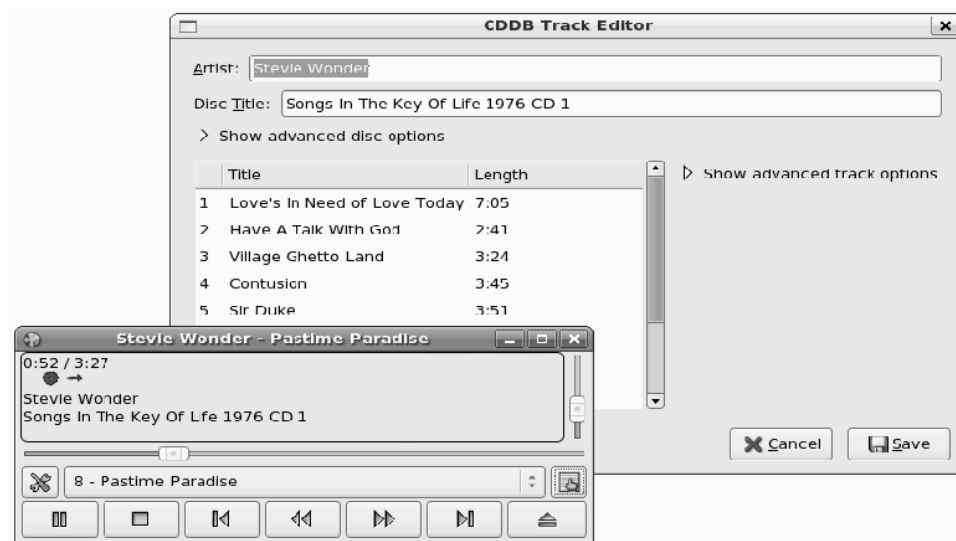 CDDB Track Editor
Artist: Stevie Wonder
Disc Title: Songs In The Key Of Life 1976 CD 1
Show advanced disc options
Title Length
1 Love's In Need of Love Today 7:05
2 Have A Talk With God 2:41
3 Village Ghetto Land 3:24
4 Contusion 3:45
5 Sir Duke 3:51
Show advanced track options
Cancel Save
Stevie Wonder - Pastime Paradise
0:52 / 3:27
Stevie Wonder
Songs In The Key Of Life 1976 CD 1
8 - Pastime Paradise